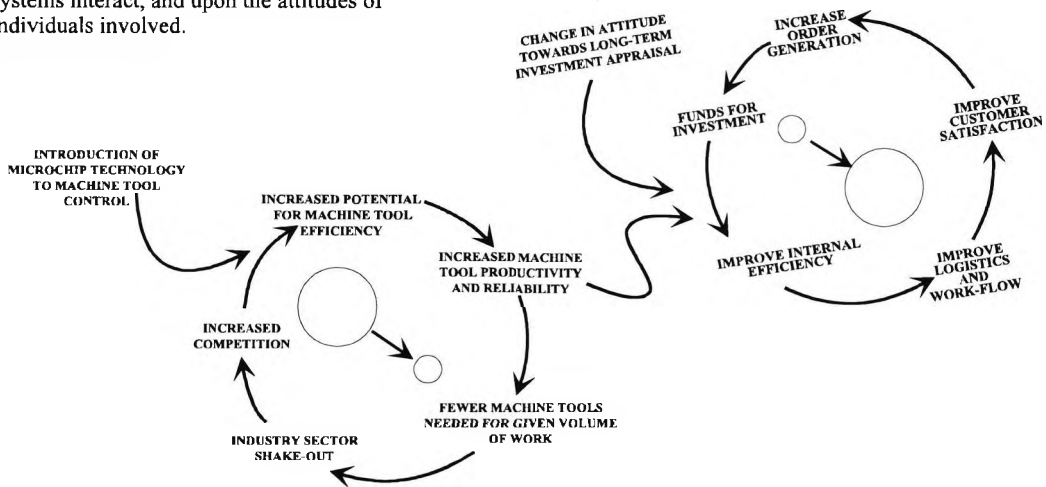 ystems interact, and upon the attitudes of
ndividuals involved.
CHANGE IN ATTITUDE
TOWARDS LONG-TERM
INVESTMENT APPRAISAL
INCREASE
ORDER
GENERATION
FUNDS FOR
INVESTMENT
IMPROVE
CUSTOMER
SATISFACTION
INTRODUCTION OF
MICROCHIP TECHNOLOGY
TO MACHINE TOOL
CONTROL
INCREASED POTENTIAL
FOR MACHINE TOOL
EFFICIENCY
INCREASED MACHINE
TOOL PRODUCTIVITY
AND RELIABILITY
IMPROVE INTERNAL
EFFICIENCY
IMPROVE
LOGISTICS
AND
WORK-FLOW
INCREASED
COMPETITION
FEWER MACHINE TOOLS
NEEDED FOR GIVEN VOLUME
OF WORK
INDUSTRY SECTOR
SHAKE-OUT